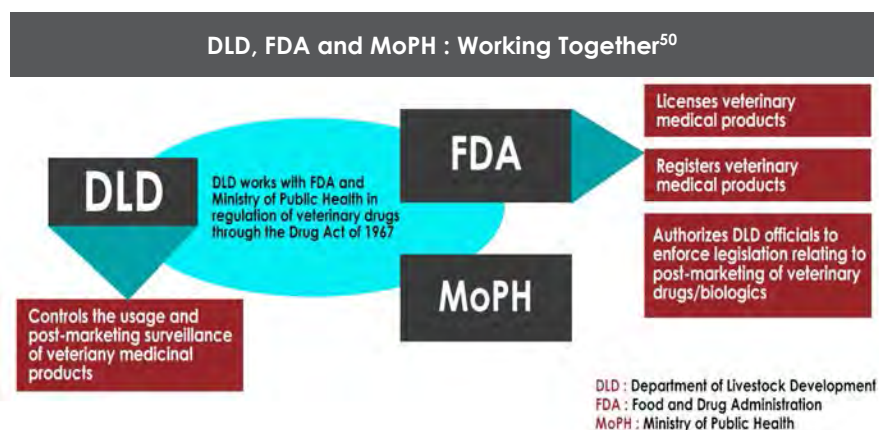 DLD, FDA and MoPH : Working Together50
DLD
DLD works with FDA and
Ministry of Public Health in
regulation of veterinary drugs
through the Drug Act of 1967
Controls the usage and
post-marketing surveillance
of veteriany medicinal
products
FDA
MoPH
Licenses veterinary
medical products
Registers veterinary
medical products
Authorizes DLD officials to
enforce legislation relating to
post-marketing of veterinary
drugs/biologics
DLD : Department of Livestock Development
FDA : Food and Drug Administration
MoPH : Ministry of Public Health